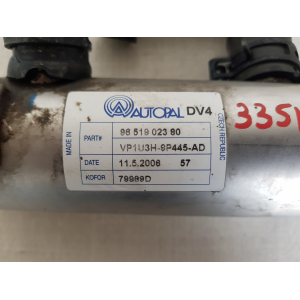 AUTOPAL DV4
MADE IN
CZECH REPUBLIC
PART# 96 519 023 80
VP1U3H-9P445-AD
DATE 11.5.2006 57
KOFOR 79999D
335